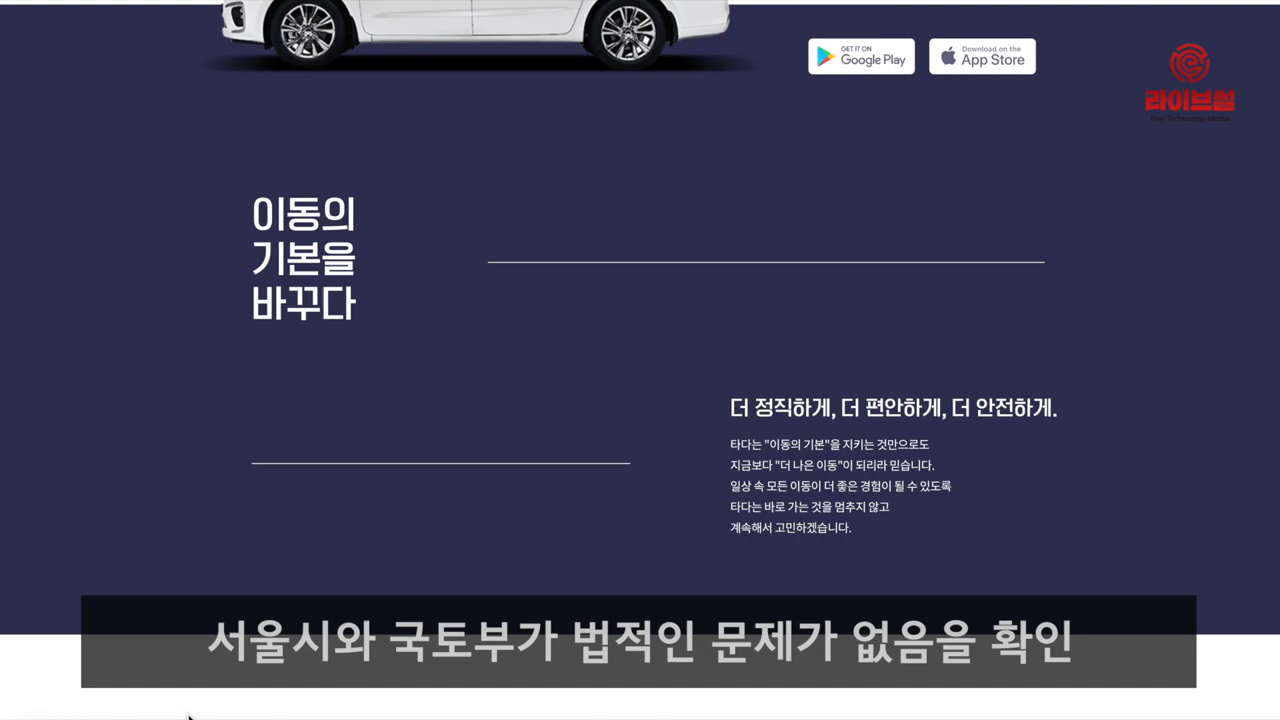 GET IT ON
Google Play
Download on the
App Store
라이브썰
New Technology Media
이동의
기본을
바꾸다
더 정직하게, 더 편안하게, 더 안전하게.
타다는 "이동의 기본"을 지키는 것만으로도
지금보다 "더 나은 이동"이 되리라 믿습니다.
일상 속 모든 이동이 더 좋은 경험이 될 수 있도록
타다는 바로 가는 것을 멈추지 않고
계속해서 고민하겠습니다.
서울시와 국토부가 법적인 문제가 없음을 확인